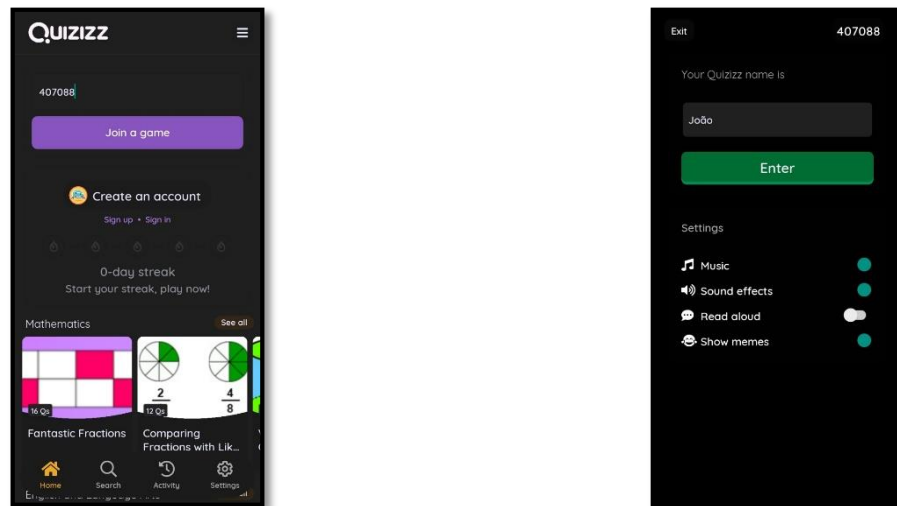 QUIZIZZ
407088
Join a game
Create an account
Sign up • Sign in
0-day streak
Start your streak, play now!
Mathematics
See all
16 Qs
2
4
12 Qs
8
8
Fantastic Fractions
Comparing
Fractions with Lik...
Home
Search
Activity
Settings
Exit
407088
Your Quizizz name is
João
Enter
Settings
Music
Sound effects
Read aloud
Show memes